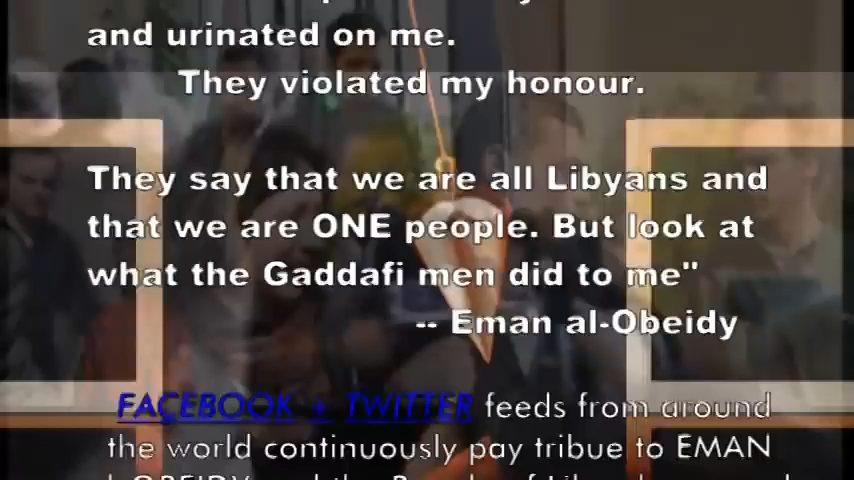 and urinated on me.
They violated my honour.
They say that we are all Libyans and
that we are ONE people. But look at
what the Gaddafi men did to me"
-- Eman al-Obeidy
FACEBOOK + TWITTER feeds from around
the world continuously pay tribue to EMAN